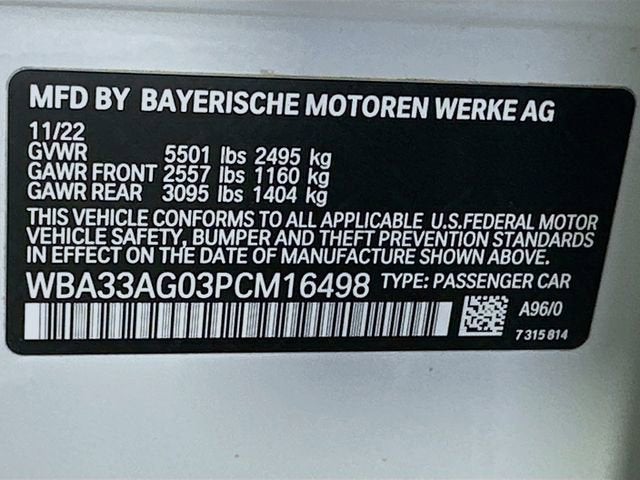 MFD BY BAYERISCHE MOTOREN WERKE AG
11/22
GVWR 5501 lbs 2495 kg
GAWR FRONT 2557 lbs 1160 kg
GAWR REAR 3095 lbs 1404 kg
THIS VEHICLE CONFORMS TO ALL APPLICABLE U.S.FEDERAL MOTOR
VEHICLE SAFETY, BUMPER AND THEFT PREVENTION STANDARDS IN
EFFECT ON THE DATE OF MANUFACTURE SHOWN ABOVE.
WBA33AG03PCM16498 TYPE: PASSENGER CAR
A96/0
7 315 814